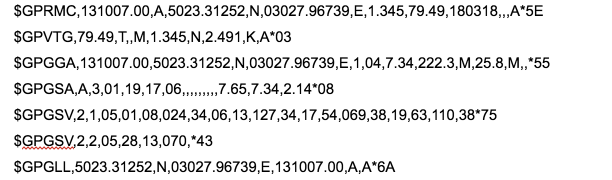 $GPRMC,131007.00,A,5023.31252,N,03027.96739,E,1.345,79.49,180318,,,A*5E
$GPVTG,79.49,T,,M,1.345,N,2.491,K,A*03
$GPGGA,131007.00,5023.31252,N,03027.96739,E,1,04,7.34,222.3,M,25.8,M,,*55
$GPGSA,A,3,01,19,17,06,,,,,,,,,7.65,7.34,2.14*08
$GPGSV,2,1,05,01,08,024,34,06,13,127,34,17,54,069,38,19,63,110,38*75
$GPGSV,2,2,05,28,13,070,*43
$GPGLL,5023.31252,N,03027.96739,E,131007.00,A,A*6A